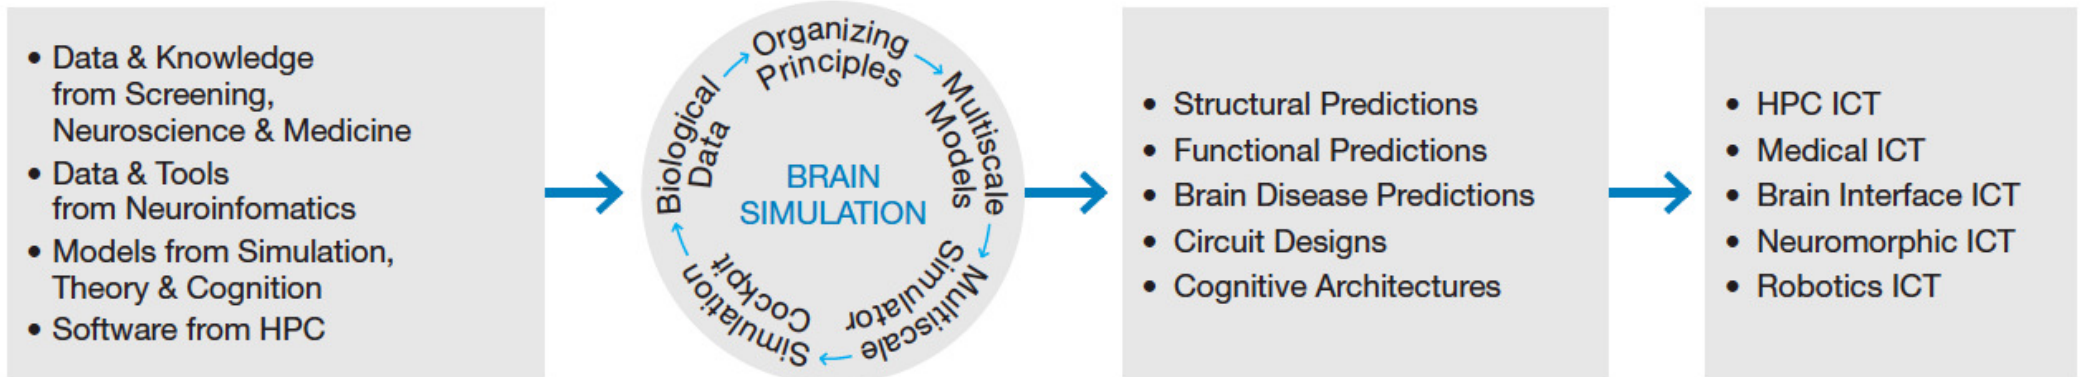 • Data & Knowledge
from Screening,
Neuroscience & Medicine
• Data & Tools
from Neuroinfomatics
• Models from Simulation,
Theory & Cognition
• Software from HPC
Organizing
Principles
Multiscale
Models
Multiscale
Simulator
Simulation
Cockpit
Biological
Data
BRAIN
SIMULATION
• Structural Predictions
• Functional Predictions
• Brain Disease Predictions
• Circuit Designs
• Cognitive Architectures
• HPC ICT
• Medical ICT
• Brain Interface ICT
• Neuromorphic ICT
• Robotics ICT